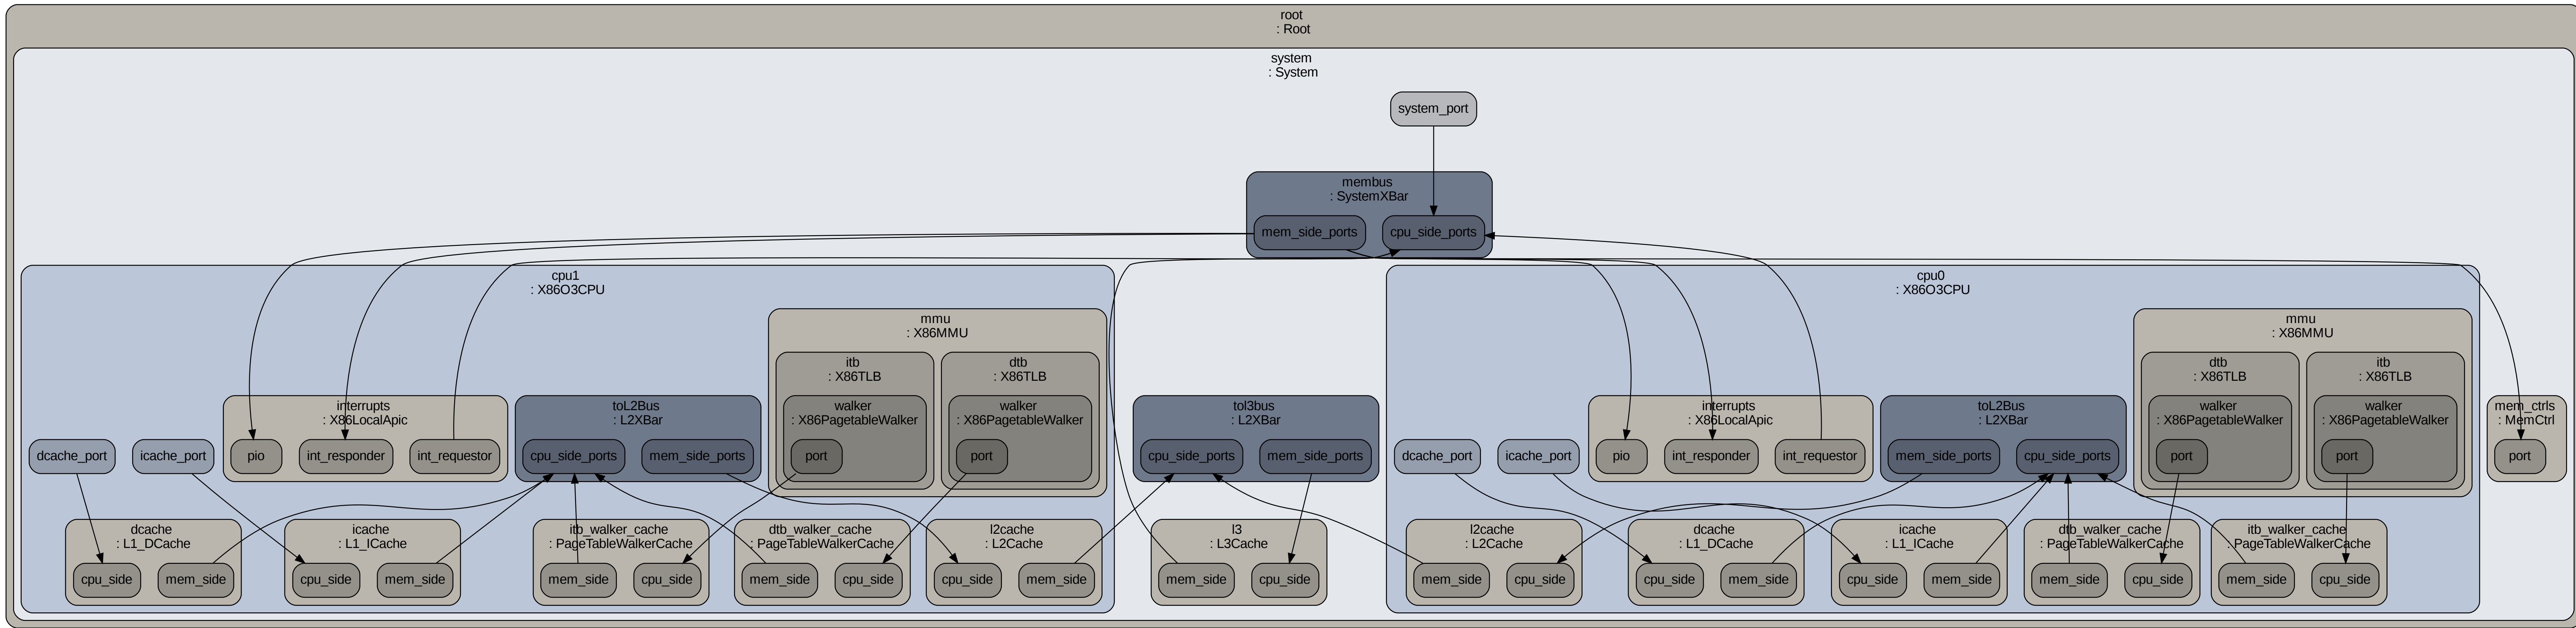 root
: Root
system
: System
system_port
membus
: SystemXBar
mem_side_ports
cpu_side_ports
cpu1
: X86O3CPU
mmu
: X86MMU
itb
: X86TLB
walker
: X86PagetableWalker
port
dtb
: X86TLB
walker
: X86PagetableWalker
port
interrupts
: X86LocalApic
pio
int_responder
int_requestor
toL2Bus
: L2XBar
cpu_side_ports
mem_side_ports
dcache_port
icache_port
dcache
: L1_DCache
cpu_side
mem_side
icache
: L1_ICache
cpu_side
mem_side
itb_walker_cache
: PageTableWalkerCache
mem_side
cpu_side
dtb_walker_cache
: PageTableWalkerCache
mem_side
cpu_side
l2cache
: L2Cache
cpu_side
mem_side
tol3bus
: L2XBar
cpu_side_ports
mem_side_ports
l3
: L3Cache
mem_side
cpu_side
cpu0
: X86O3CPU
mmu
: X86MMU
dtb
: X86TLB
walker
: X86PagetableWalker
port
itb
: X86TLB
walker
: X86PagetableWalker
port
dcache_port
icache_port
interrupts
: X86LocalApic
pio
int_responder
int_requestor
toL2Bus
: L2XBar
mem_side_ports
cpu_side_ports
l2cache
: L2Cache
mem_side
cpu_side
dcache
: L1_DCache
cpu_side
mem_side
icache
: L1_ICache
cpu_side
mem_side
dtb_walker_cache
: PageTableWalkerCache
mem_side
cpu_side
itb_walker_cache
: PageTableWalkerCache
mem_side
cpu_side
mem_ctrls
: MemCtrl
port